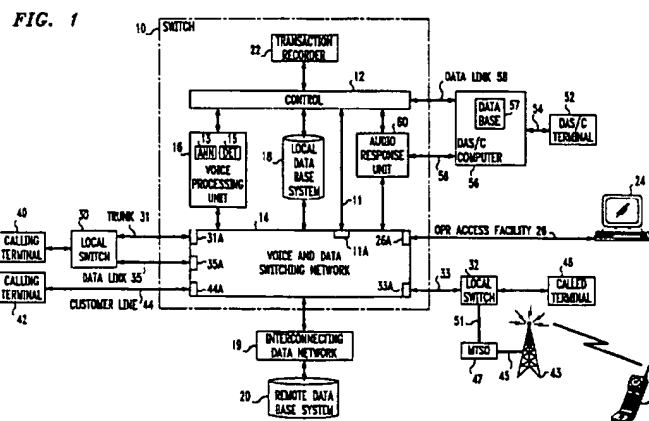 FIG. 1
10
SWITCH
22
TRANSACTION
RECORDER
12
CONTROL
DATA LINK 58
57
DATA
BASE
54
52
DAS/C
TERMINAL
DAS/C
COMPUTER
56
16
13
15
ANN
DET
VOICE
PROCESSING
UNIT
18
LOCAL
DATA
BASE
SYSTEM
60
AUDIO
RESPONSE
UNIT
58
11
24
40
CALLING
TERMINAL
30
LOCAL
SWITCH
TRUNK 31
14
31A
11A
26A
OPR ACCESS FACILITY 26
VOICE AND DATA
SWITCHING NETWORK
35A
DATA LINK 35
42
CALLING
TERMINAL
CUSTOMER LINE 44
44A
33A
33
32
LOCAL
SWITCH
46
CALLED
TERMINAL
51
19
INTERCONNECTING
DATA NETWORK
MTSO
47
45
43
20
REMOTE DATA
BASE SYSTEM